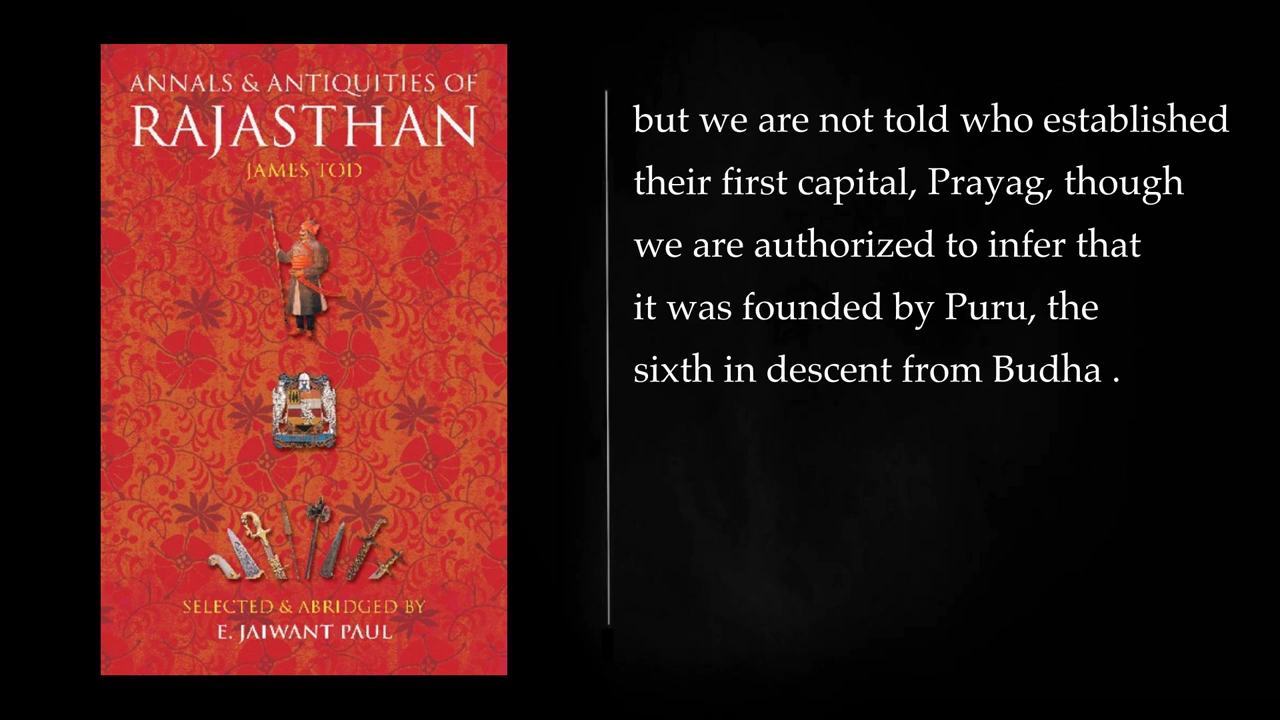 ANNALS & ANTIQUITIES OF
RAJASTHAN
JAMES TOD
SELECTED & ABRIDGED BY
E. JAIWANT PAUL
but we are not told who established
their first capital, Prayag, though
we are authorized to infer that
it was founded by Puru, the
sixth in descent from Budha .